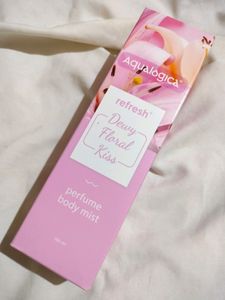 Aqualogica
refresh+
Dewy
Floral
Kiss
perfume
body mist